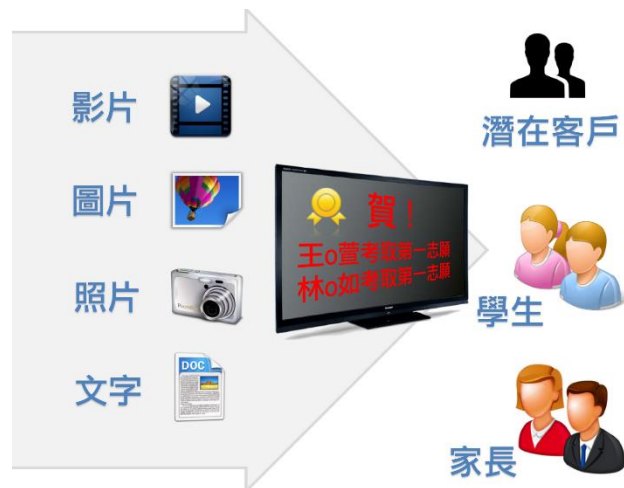 影片
圖片
照片
文字
DOC
賀！
王o萱考取第一志願
林o如考取第一志願
潛在客戶
學生
家長